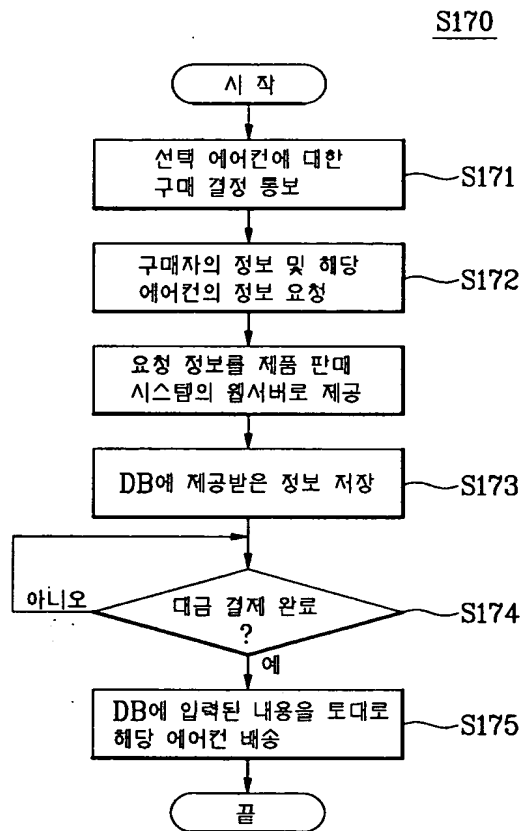 S170
시 작
선택 에어컨에 대한
구매 결정 통보
S171
구매자의 정보 및 해당
에어컨의 정보 요청
S172
요청 정보를 제품 판매
시스템의 웹서버로 제공
DB에 제공받은 정보 저장
S173
아니오
대금 결제 완료
?
S174
예
DB에 입력된 내용을 토대로
해당 에어컨 배송
S175
끝